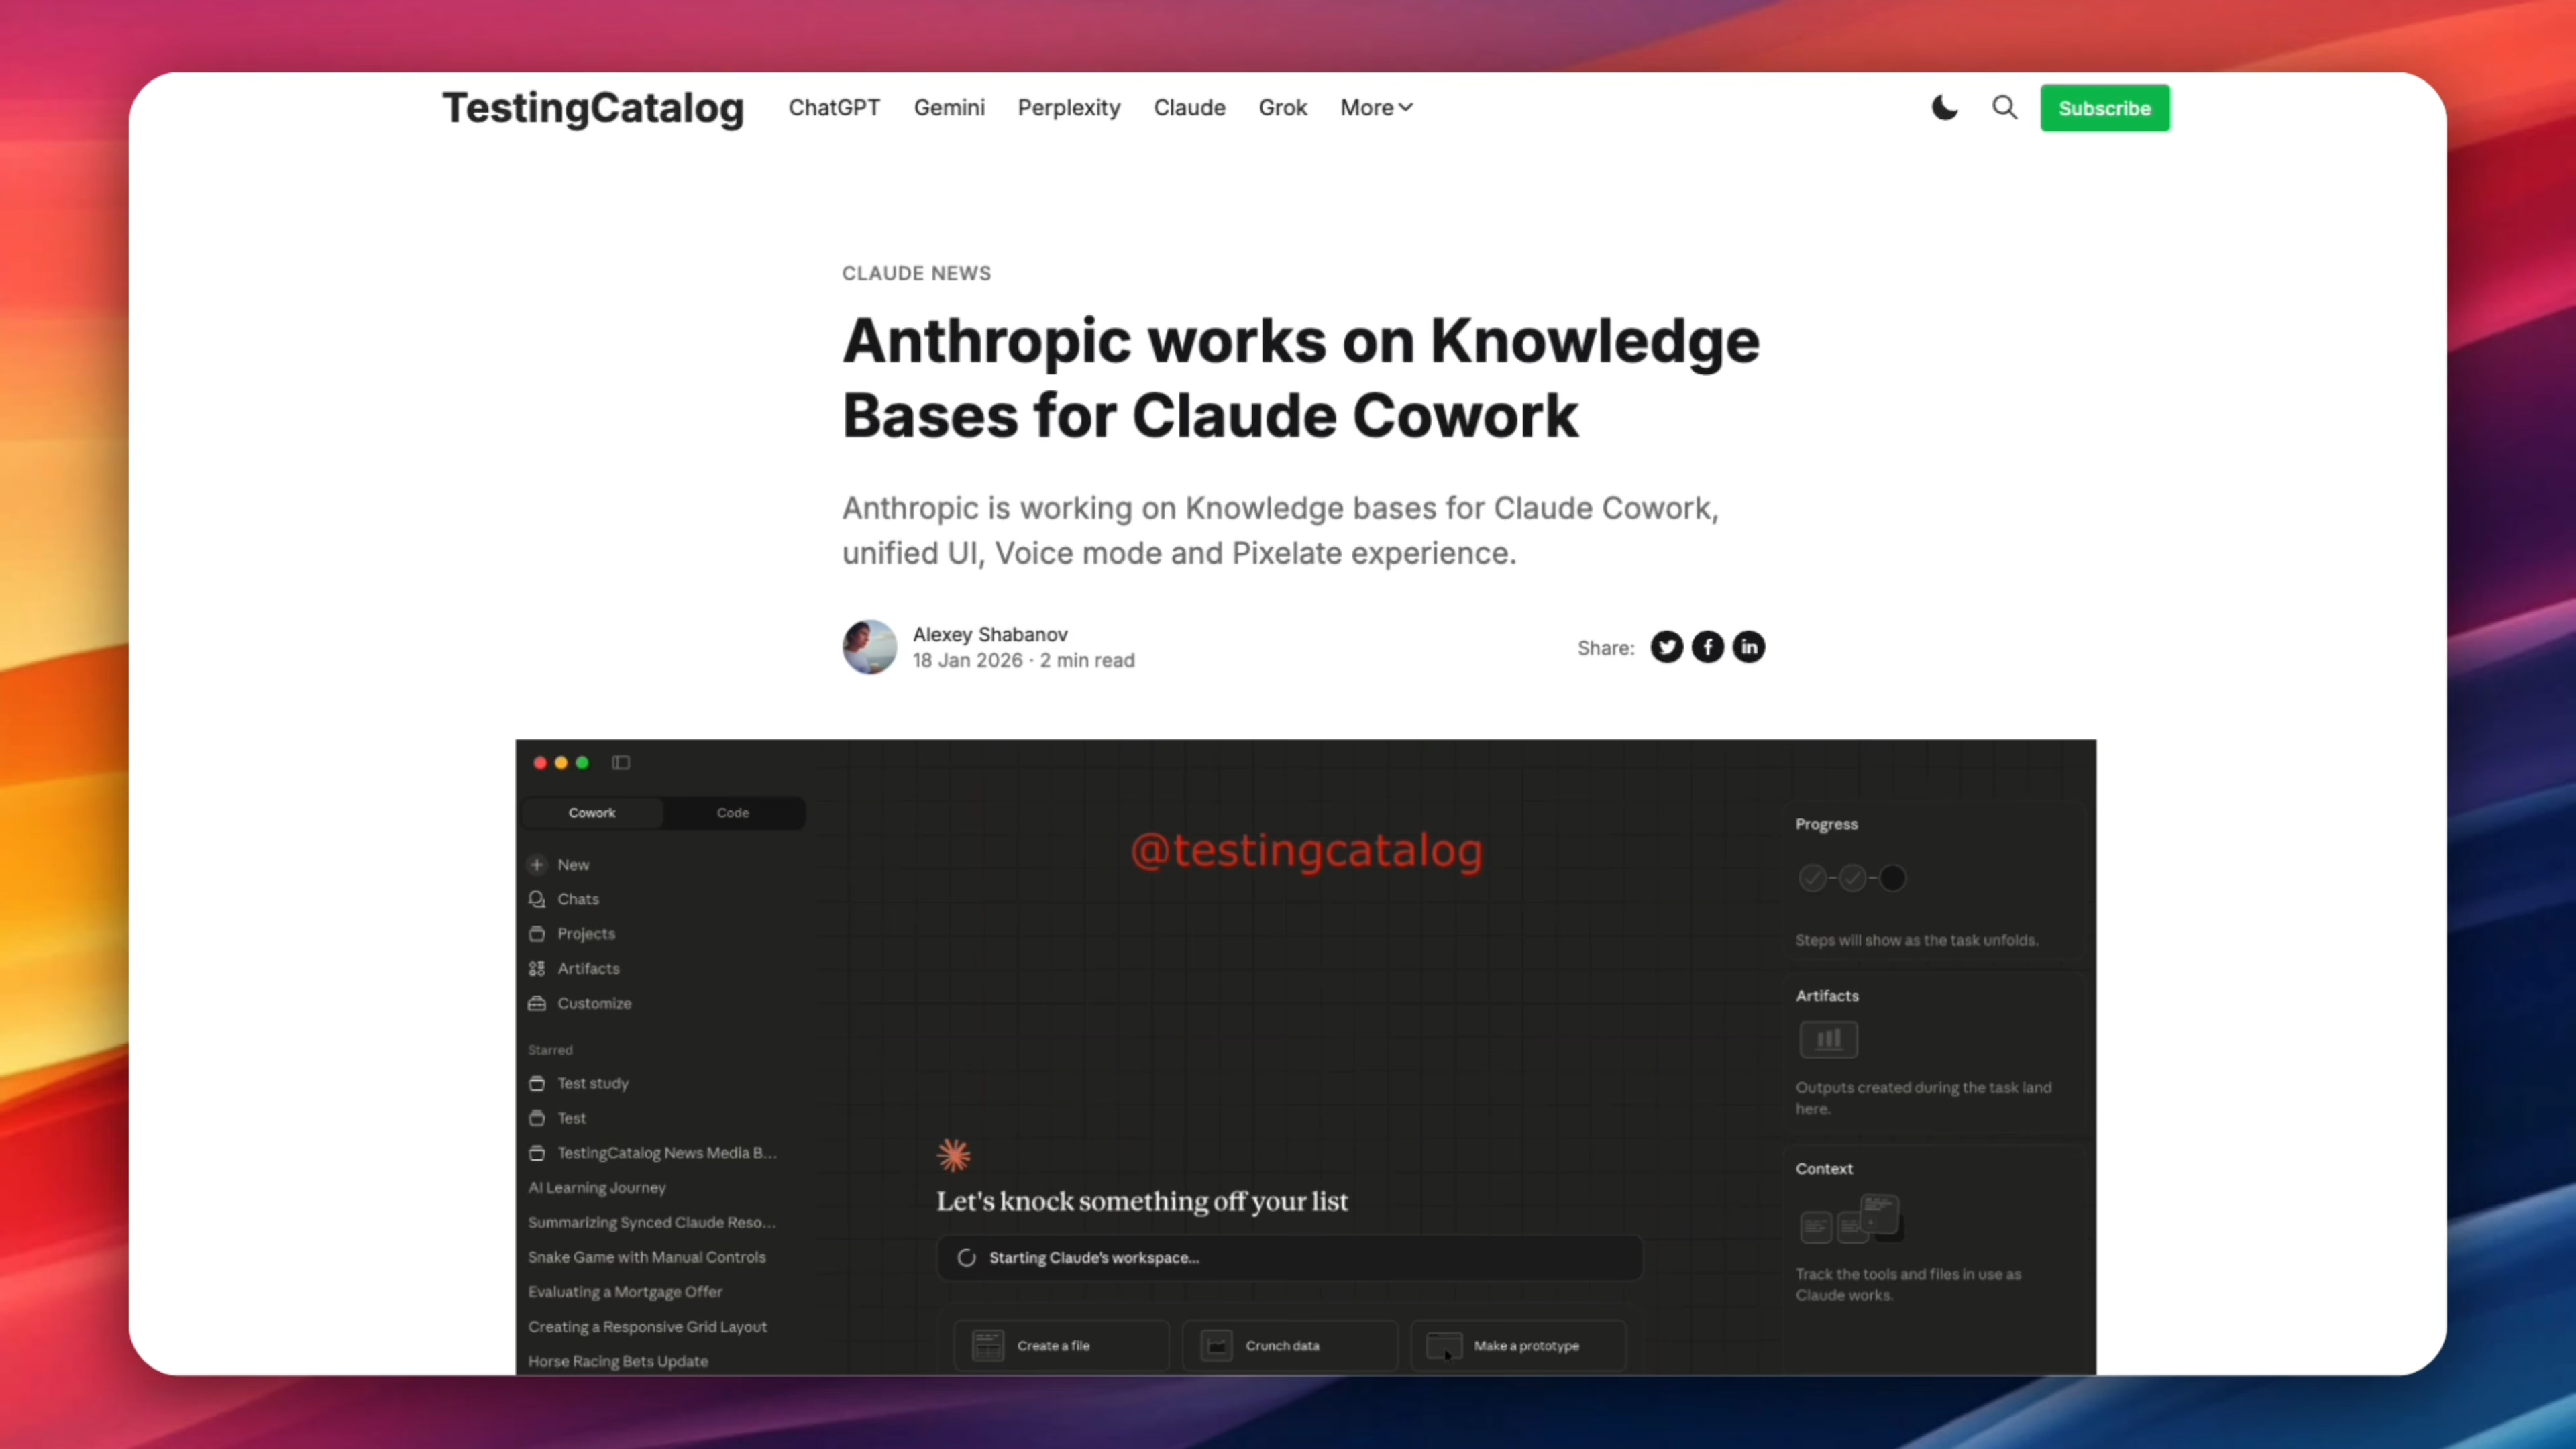 TestingCatalog ChatGPT Gemini Perplexity Claude Grok More Subscribe
CLAUDE NEWS
Anthropic works on Knowledge
Bases for Claude Cowork
Anthropic is working on Knowledge bases for Claude Cowork,
unified UI, Voice mode and Pixelate experience.
Alexey Shabanov
18 Jan 2026 · 2 min read
Share:
Cowork Code
New
Chats
Projects
Artifacts
Customize
Starred
Test study
Test
TestingCatalog News Media B...
AI Learning Journey
Summarizing Synced Claude Reso...
Snake Game with Manual Controls
Evaluating a Mortgage Offer
Creating a Responsive Grid Layout
Horse Racing Bets Update
@testingcatalog
Let's knock something off your list
Starting Claude's workspace...
Create a file
Crunch data
Make a prototype
Progress
Steps will show as the task unfolds.
Artifacts
Outputs created during the task land
here.
Context
Track the tools and files in use as
Claude works.